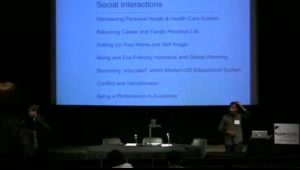 Social Interactions
Maintaining Personal Health & Health Care System
Balancing Career and Family/Personal Life
Setting Up Your Home and Self Image
Being and Eco-Friendly Individual and Global Warming
Becoming "educated" within Modern US Educational System
Conflict and
Being a Professional in Academia